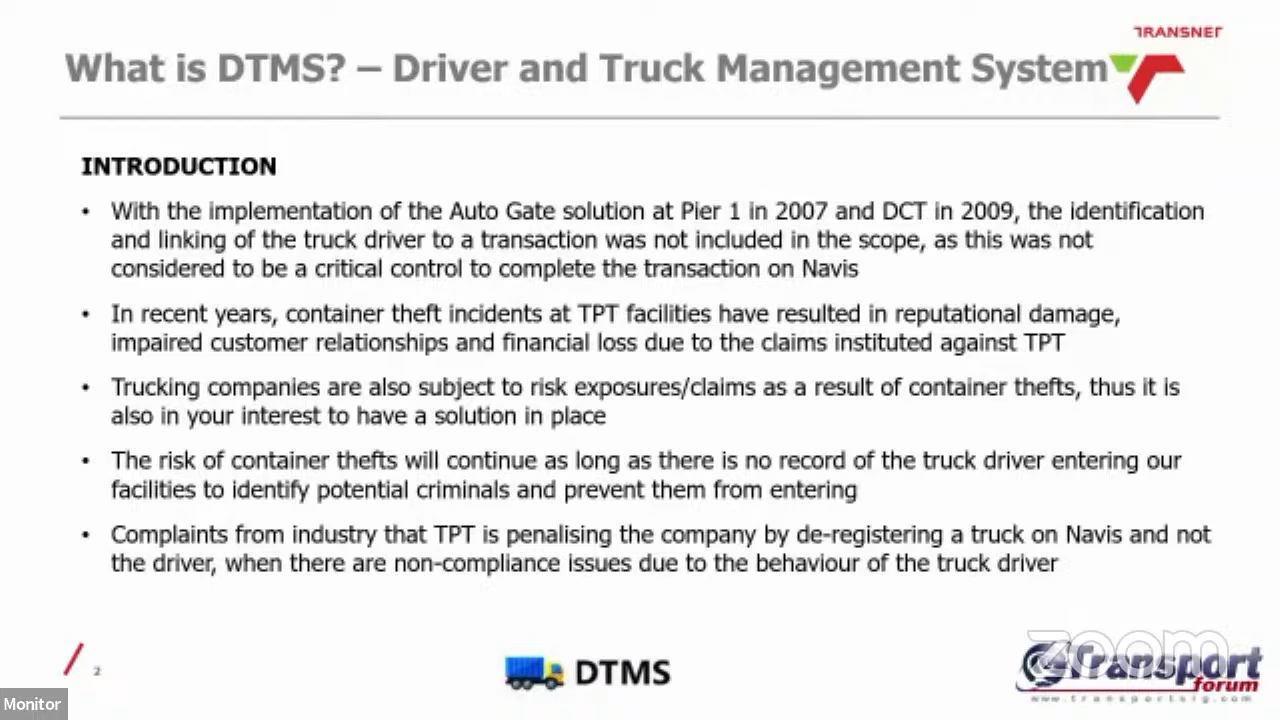 TRANSNET
What is DTMS? – Driver and Truck Management System
INTRODUCTION
• With the implementation of the Auto Gate solution at Pier 1 in 2007 and DCT in 2009, the identification
and linking of the truck driver to a transaction was not included in the scope, as this was not
considered to be a critical control to complete the transaction on Navis
• In recent years, container theft incidents at TPT facilities have resulted in reputational damage,
impaired customer relationships and financial loss due to the claims instituted against TPT
• Trucking companies are also subject to risk exposures/claims as a result of container thefts, thus it is
also in your interest to have a solution in place
• The risk of container thefts will continue as long as there is no record of the truck driver entering our
facilities to identify potential criminals and prevent them from entering
• Complaints from industry that TPT is penalising the company by de-registering a truck on Navis and not
the driver, when there are non-compliance issues due to the behaviour of the truck driver
2
DTMS
zoom
Transport
forum
www.transportsig.com
Monitor